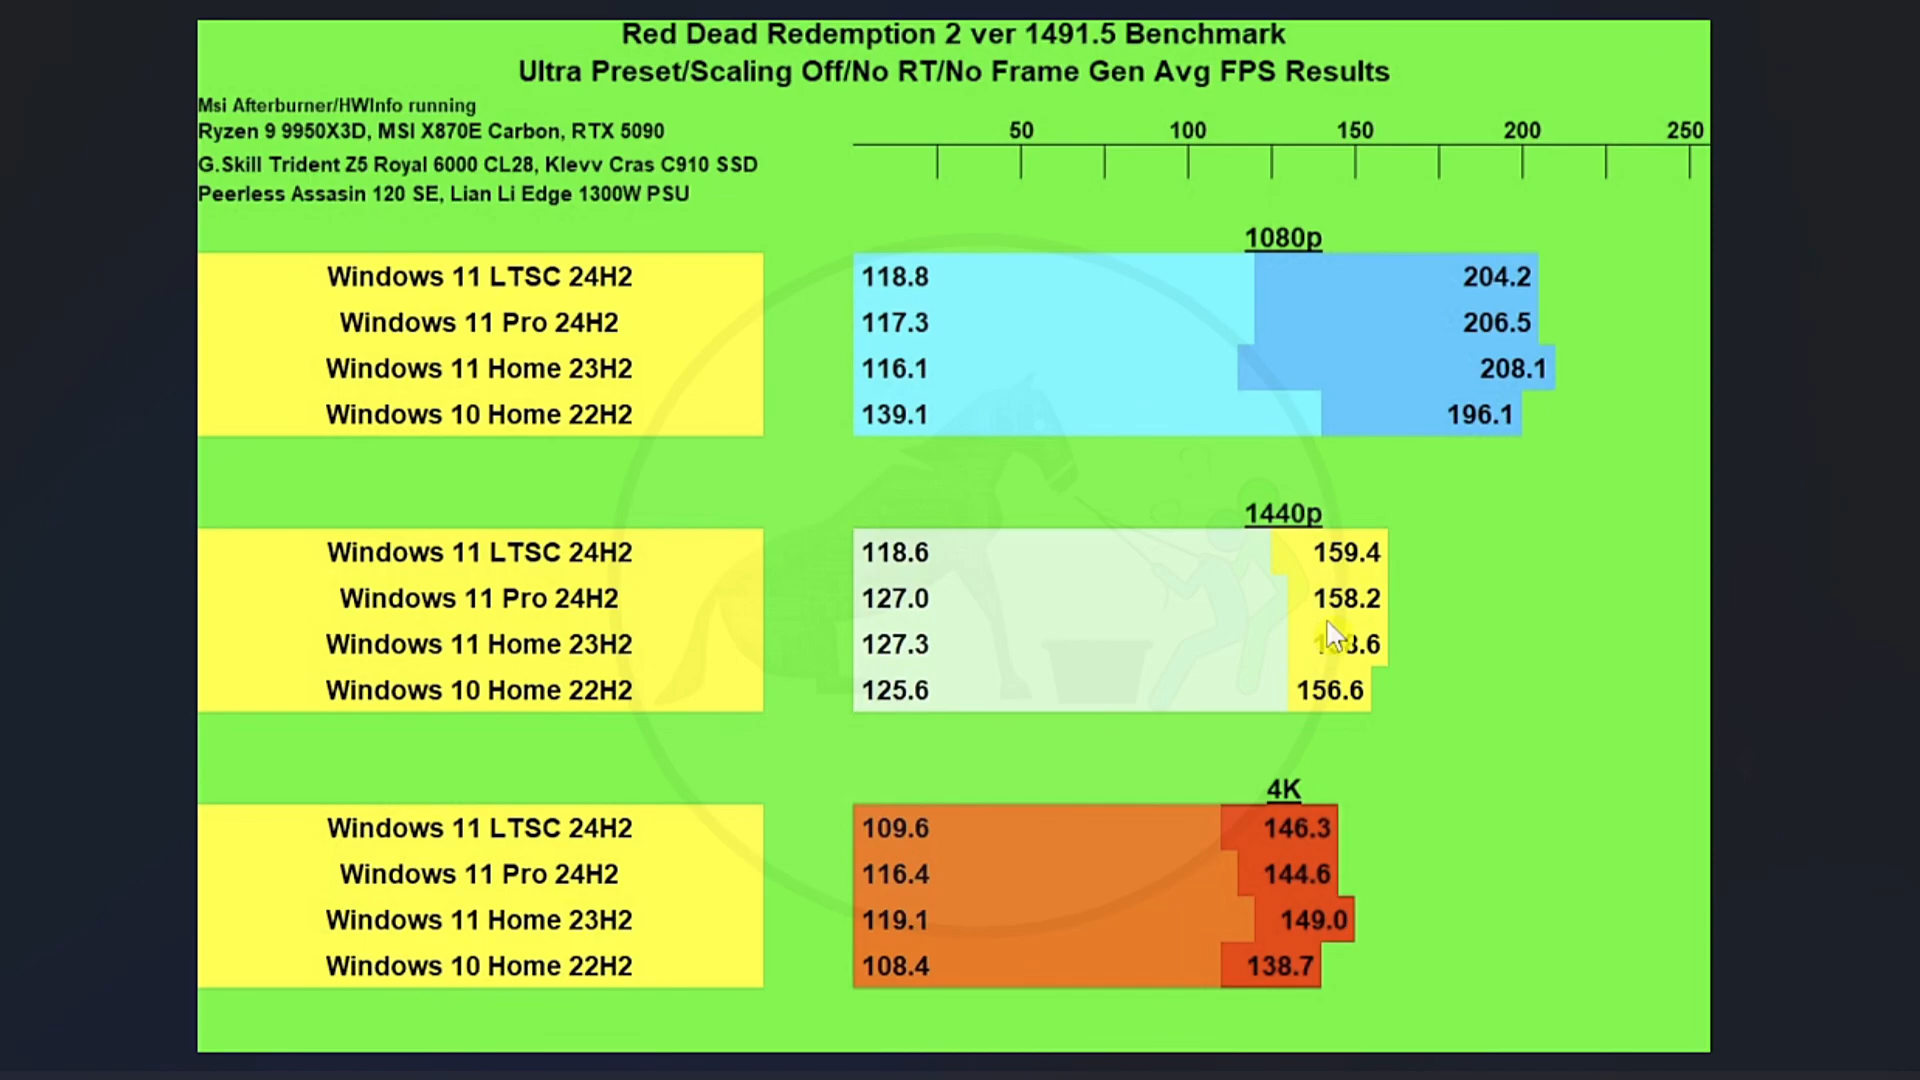 Red Dead Redemption 2 ver 1491.5 Benchmark
Ultra Preset/Scaling Off/No RT/No Frame Gen Avg FPS Results
Msi Afterburner/HWInfo running
Ryzen 9 9950X3D, MSI X870E Carbon, RTX 5090
G.Skill Trident Z5 Royal 6000 CL28, Klevv Cras C910 SSD
Peerless Assasin 120 SE, Lian Li Edge 1300W PSU
50 100 150 200 250
1080p
Windows 11 LTSC 24H2 118.8 204.2
Windows 11 Pro 24H2 117.3 206.5
Windows 11 Home 23H2 116.1 208.1
Windows 10 Home 22H2 139.1 196.1
1440p
Windows 11 LTSC 24H2 118.6 159.4
Windows 11 Pro 24H2 127.0 158.2
Windows 11 Home 23H2 127.3
Windows 10 Home 22H2 125.6 156.6
4K
Windows 11 LTSC 24H2 109.6 146.3
Windows 11 Pro 24H2 116.4 144.6
Windows 11 Home 23H2 119.1 149.0
Windows 10 Home 22H2 108.4 138.7